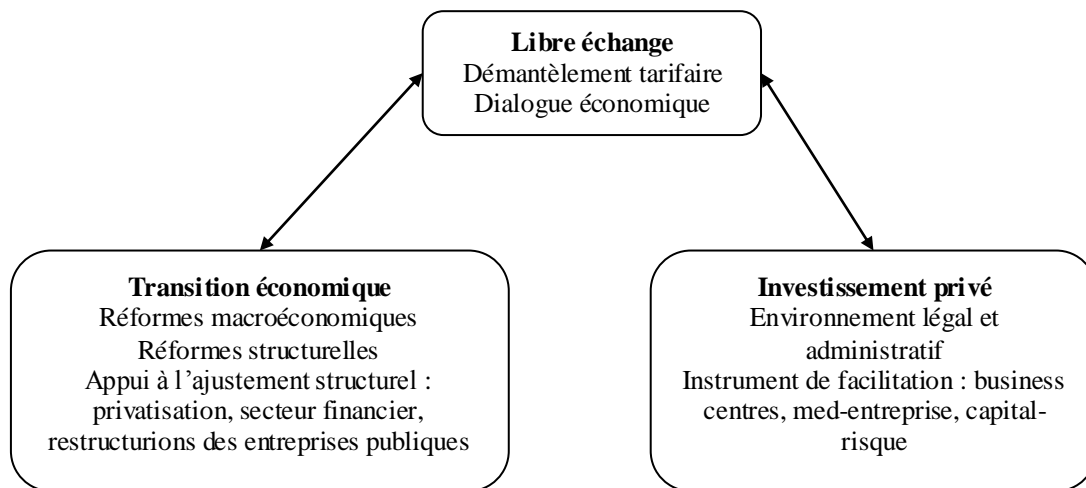 Libre échange
Démantèlement tarifaire
Dialogue économique
Transition économique
Réformes macroéconomiques
Réformes structurelles
Appui à l'ajustement structurel :
privatisation, secteur financier,
restructurions des entreprises publiques
Investissement privé
Environnement légal et
administratif
Instrument de facilitation : business
centres, med-entreprise, capital-
risque